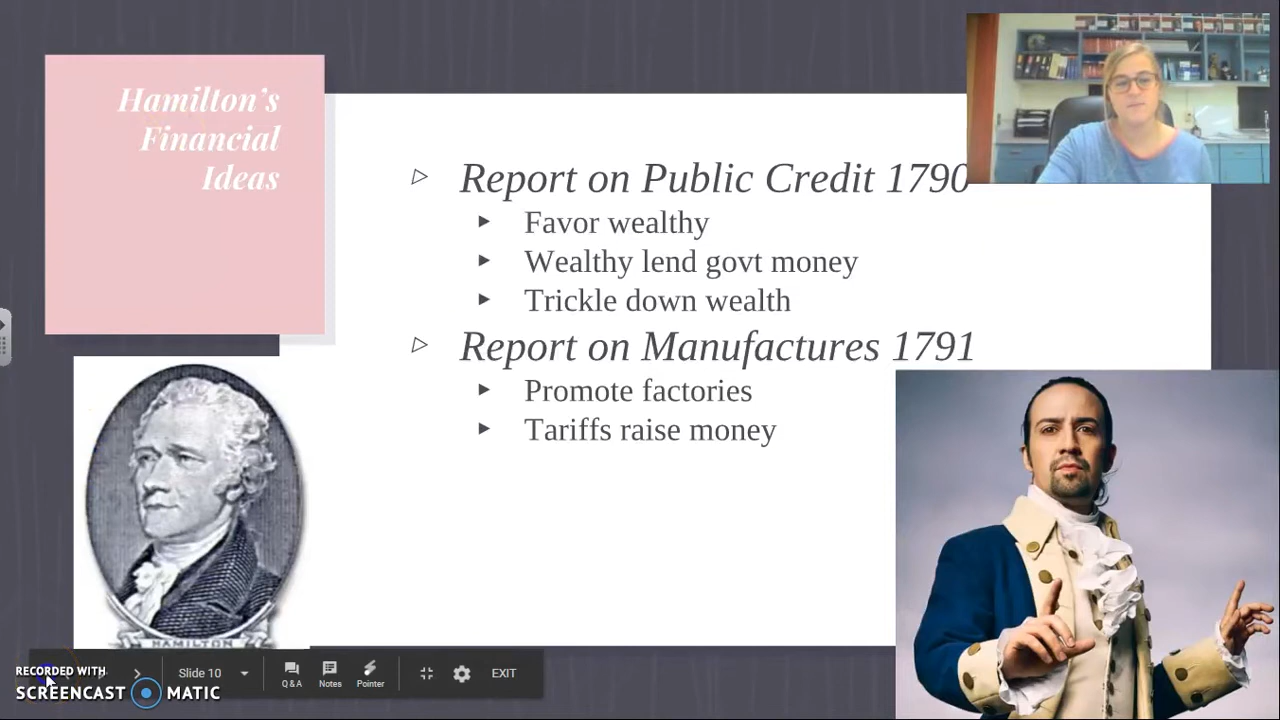 Hamilton's
Financial
Ideas
Report on Public Credit 1790
Favor wealthy
Wealthy lend govt money
Trickle down wealth
Report on Manufactures 1791
Promote factories
Tariffs raise money
HAMILTON
Slide 10
Q & A
Notes
Pointer
EXIT
RECORDED WITH
SCREENCAST MATIC